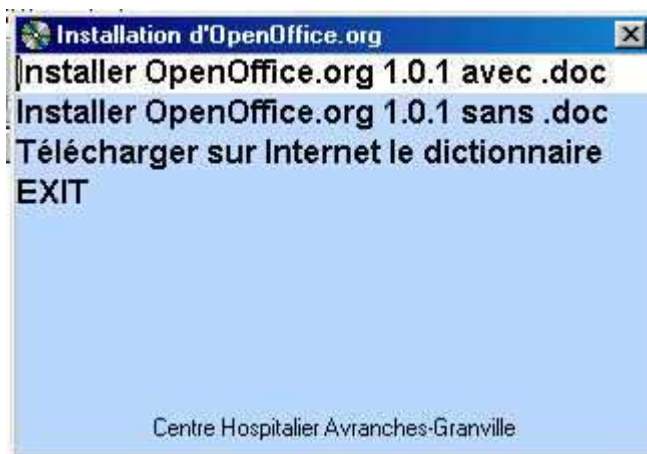 Installation d'OpenOffice.org
Installer OpenOffice.org 1.0.1 avec .doc
Installer OpenOffice.org 1.0.1 sans .doc
Télécharger sur Internet le dictionnaire
EXIT
Centre Hospitalier Avranches-Granville